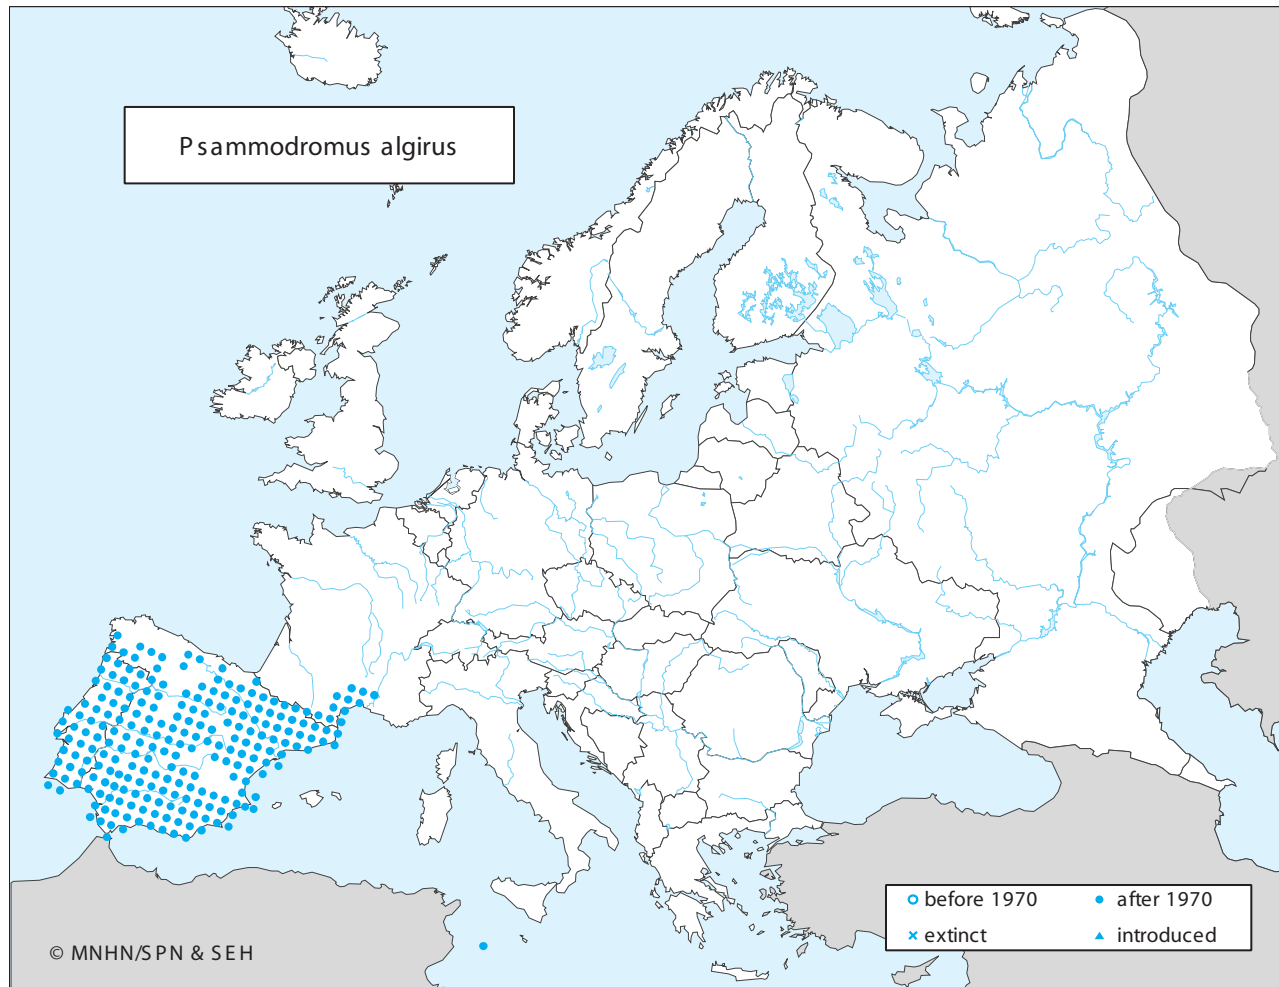 Psammodromus algirus
before 1970
after 1970
extinct
introduced
© MNHN/SPN & SEH